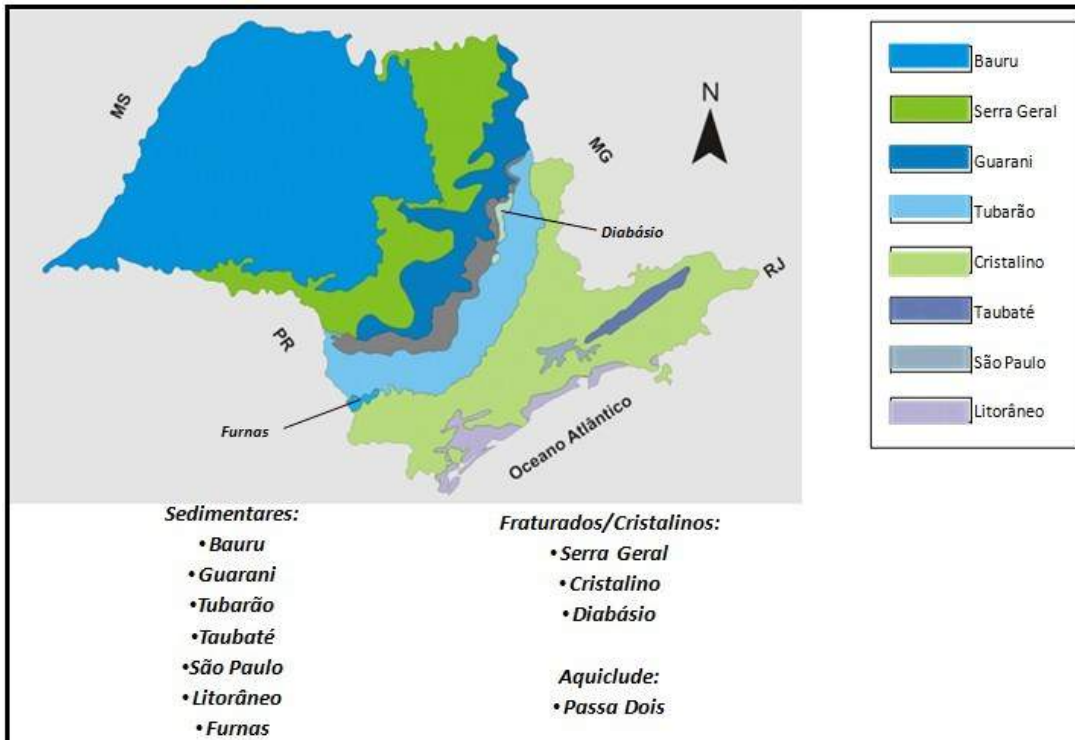 MS
N
MG
Diabásio
RJ
PR
Furnas
Oceano Atlântico
Bauru
Serra Geral
Guarani
Tubarão
Cristalino
Taubaté
São Paulo
Litorâneo
Sedimentares:
•Bauru
•Guarani
•Tubarão
•Taubaté
•São Paulo
•Litorâneo
•Furnas
Fraturados/Cristalinos:
•Serra Geral
•Cristalino
•Diabásio
Aquiclude:
•Passa Dois